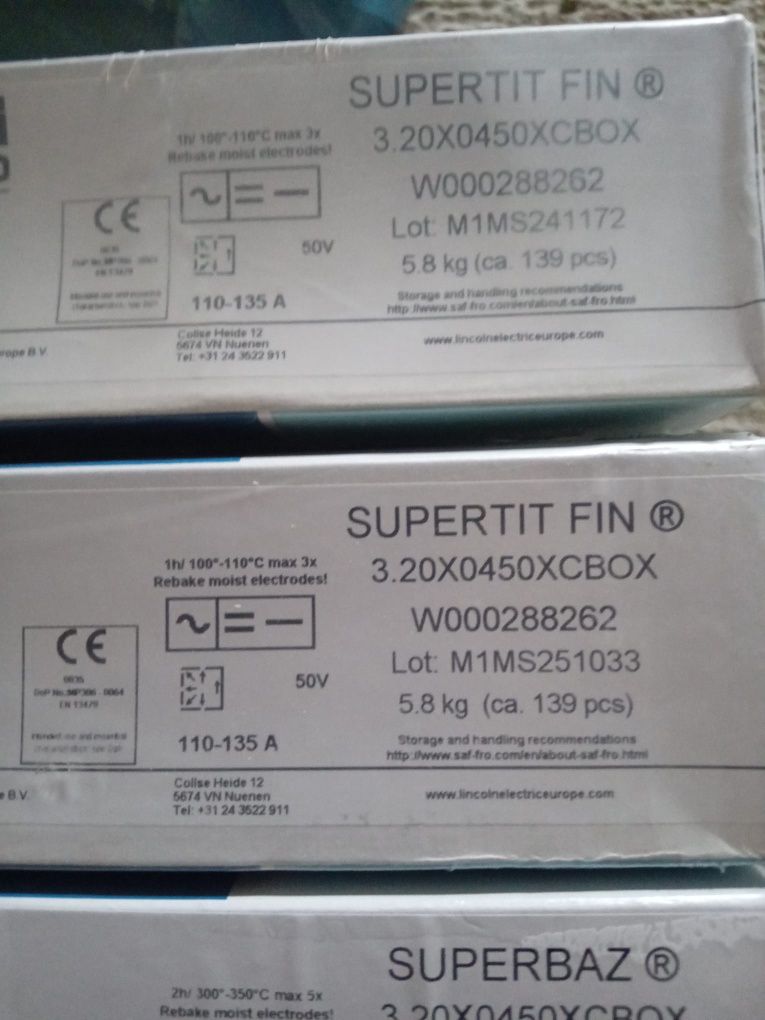 SUPERTIT FIN ®
1h/ 100°-110°C max 3x
Rebake moist electrodes!
3.20X0450XCBOX
W000288262
Lot: M1MS241172
CE
50V
5.8 kg (ca. 139 pcs)
110-135 A
Storage and handling recommendations
http://www.saf-fro.com/en/about-saf-fro.html
rope B.V.
Collse Heide 12
5674 VN Nuenen
Tel: +31 24 3522 911
www.lincolnelectriceurope.com
SUPERTIT FIN ®
1h/ 100°-110°C max 3x
Rebake moist electrodes!
3.20X0450XCBOX
W000288262
Lot: M1MS251033
CE
0035
EN 13479
50V
5.8 kg (ca. 139 pcs)
110-135 A
Storage and handling recommendations
http://www.saf-fro.com/en/about-saf-fro.html
e B.V.
Collse Heide 12
5674 VN Nuenen
Tel: +31 24 3522 911
www.lincolnelectriceurope.com
SUPERBAZ ®
2h/ 300°-350°C max 5x
Rebake moist electrodes!
3.20X0450XCBOX